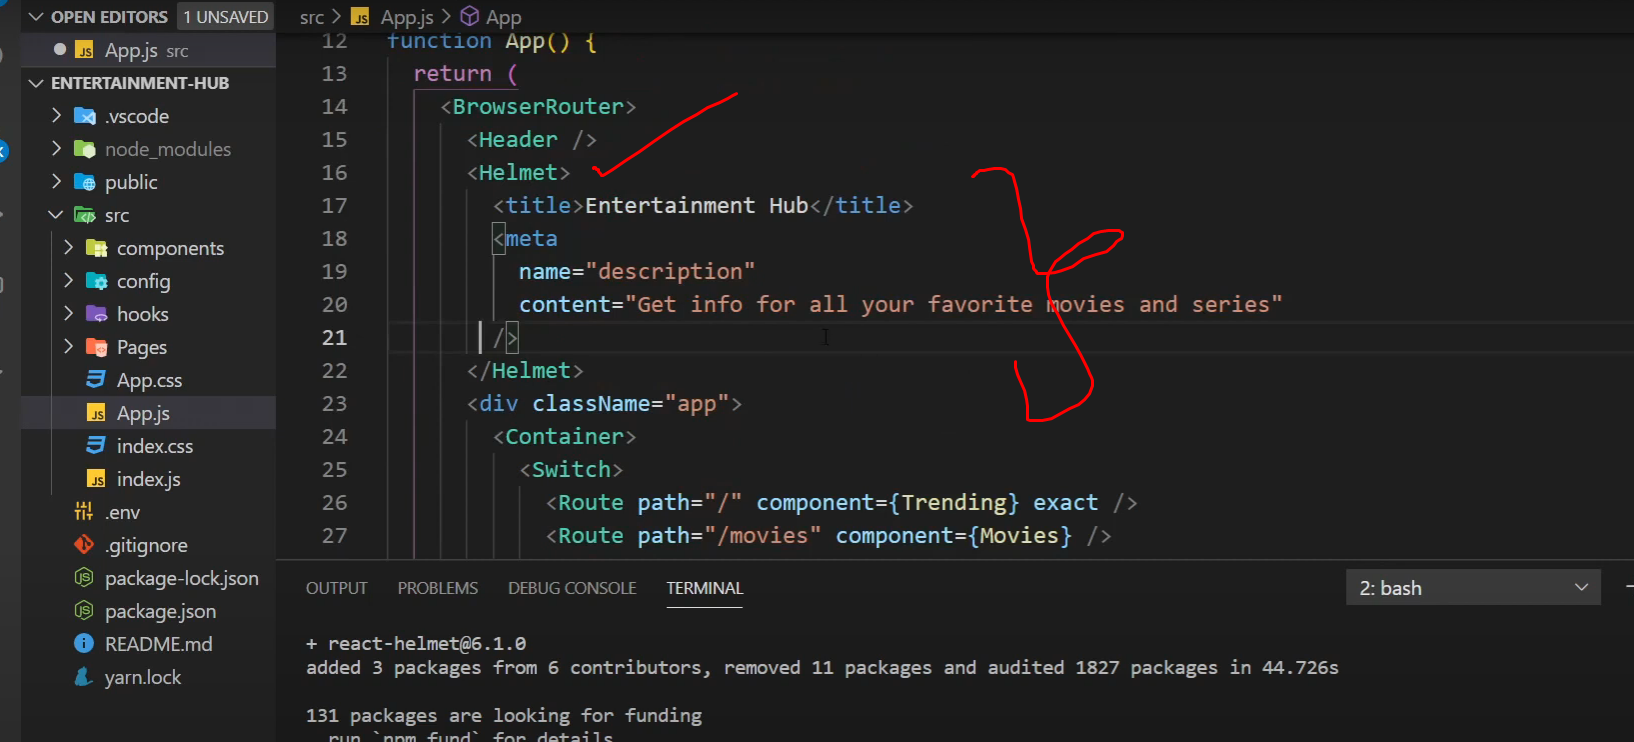 OPEN EDITORS 1 UNSAVED
App.js src
ENTERTAINMENT-HUB
.vscode
node_modules
public
src
components
config
hooks
Pages
App.css
App.js
index.css
index.js
.env
.gitignore
package-lock.json
package.json
README.md
yarn.lock
src > JS App.js > App
12 function App() {
13 return (
14 <BrowserRouter>
15 <Header />
16 <Helmet>
17 <title>Entertainment Hub</title>
18 <meta
19 name="description"
20 content="Get info for all your favorite movies and series"
21 />
22 </Helmet>
23 <div className="app">
24 <Container>
25 <Switch>
26 <Route path="/" component={Trending} exact />
27 <Route path="/movies" component={Movies} />
OUTPUT PROBLEMS DEBUG CONSOLE TERMINAL 2: bash
+ react-helmet@6.1.0
added 3 packages from 6 contributors, removed 11 packages and audited 1827 packages in 44.726s
131 packages are looking for funding
run `npm fund` for details